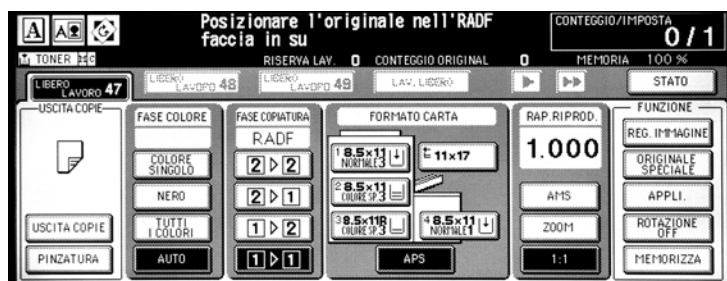 A A
Posizionare l'originale nell'RADF
faccia in su
CONTEGGIO/IMPOSTA
0/1
TONER
RISERVA LAV. 0 CONTEGGIO ORIGINAL 0 MEMORIA 100 %
LIBERO LAVORO 47
LIBERO LAVORO 48
LIBERO LAVORO 49
LAV. LIBERO
STATO
USCITA COPIE
USCITA COPIE
PINZATURA
FASE COLORE
COLORE
SINGOLO
NERO
TUTTI
I COLORI
AUTO
FASE COPIATURA
RADF
2 2
2 1
1 2
1 1
FORMATO CARTA
1 8.5×11
NORMALE3
11×17
2 8.5×11
COLORE SP.3
3 8.5×11R
COLORE SP.3
4 8.5×11
NORMALE1
APS
RAP.RIPROD.
1.000
AMS
ZOOM
1:1
FUNZIONE
REG. IMMAGINE
ORIGINALE
SPECIALE
APPLI.
ROTAZIONE
OFF
MEMORIZZA